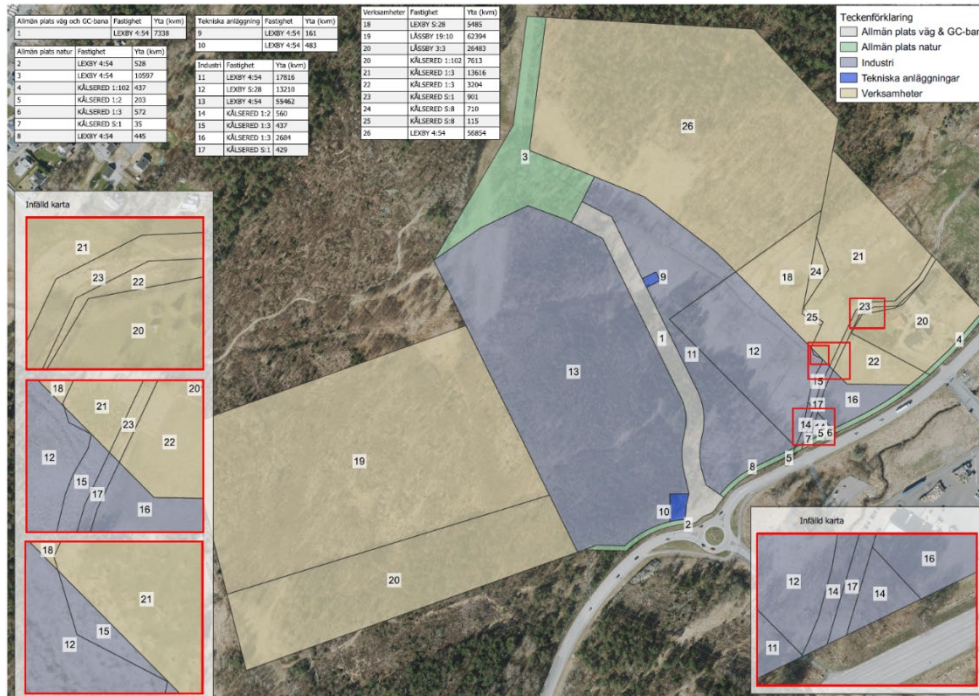 Allmän plats väg och GC-bana Fastighet Yta (kvm)
1 LEXBY 4:54 7338
Allmän plats natur Fastighet Yta (kvm)
2 LEXBY 4:54 528
3 LEXBY 4:54 10597
4 KÅLSERED 1:102 437
5 KÅLSERED 1:2 203
6 KÅLSERED 1:3 572
7 KÅLSERED S:1 35
8 LEXBY 4:54 445
Tekniska anläggning Fastighet Yta (kvm)
9 LEXBY 4:54 161
10 LEXBY 4:54 483
Industri Fastighet Yta (kvm)
11 LEXBY 4:54 17816
12 LEXBY 5:28 13210
13 LEXBY 4:54 55462
14 KÅLSERED 1:2 560
15 KÅLSERED 1:3 437
16 KÅLSERED 1:3 2684
17 KÅLSERED S:1 429
Verksamheter Fastighet Yta (kvm)
18 LEXBY 5:28 5485
19 LÅSSBY 19:10 62394
20 LÅSSBY 3:3 26483
20 KÅLSERED 1:102 7613
21 KÅLSERED 1:3 13616
22 KÅLSERED 1:3 3204
23 KÅLSERED S:1 901
24 KÅLSERED S:8 710
25 KÅLSERED S:8 115
26 LEXBY 4:54 56854
Teckenförklaring
Allmän plats väg & GC-bana
Allmän plats natur
Industri
Tekniska anläggningar
Verksamheter
26
3
21
18
24
9
23
25
20
1
4
11
12
22
15
13
16
17
14
14
5 6
7
5
8
19
10
2
20
Infälld karta
21
23
22
20
18
20
21
23
12
22
15
17
16
18
21
15
12
Infälld karta
16
12
17
14
14
11